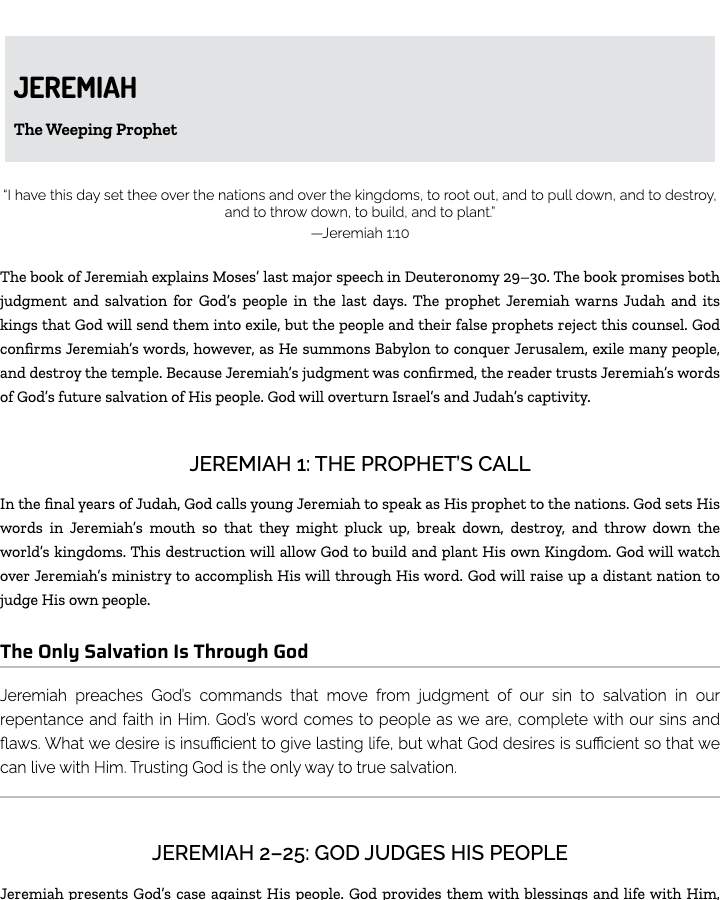 JEREMIAH
The Weeping Prophet
“I have this day set thee over the nations and over the kingdoms, to root out, and to pull down, and to destroy,
and to throw down, to build, and to plant.”
—Jeremiah 1:10
The book of Jeremiah explains Moses’ last major speech in Deuteronomy 29–30. The book promises both
judgment and salvation for God’s people in the last days. The prophet Jeremiah warns Judah and its
kings that God will send them into exile, but the people and their false prophets reject this counsel. God
confirms Jeremiah’s words, however, as He summons Babylon to conquer Jerusalem, exile many people,
and destroy the temple. Because Jeremiah’s judgment was confirmed, the reader trusts Jeremiah’s words
of God’s future salvation of His people. God will overturn Israel’s and Judah’s captivity.
JEREMIAH 1: THE PROPHET’S CALL
In the final years of Judah, God calls young Jeremiah to speak as His prophet to the nations. God sets His
words in Jeremiah’s mouth so that they might pluck up, break down, destroy, and throw down the
world’s kingdoms. This destruction will allow God to build and plant His own Kingdom. God will watch
over Jeremiah’s ministry to accomplish His will through His word. God will raise up a distant nation to
judge His own people.
The Only Salvation Is Through God
Jeremiah preaches God’s commands that move from judgment of our sin to salvation in our
repentance and faith in Him. God’s word comes to people as we are, complete with our sins and
flaws. What we desire is insufficient to give lasting life, but what God desires is sufficient so that we
can live with Him. Trusting God is the only way to true salvation.
JEREMIAH 2–25: GOD JUDGES HIS PEOPLE
Jeremiah presents God’s case against His people. God provides them with blessings and life with Him,